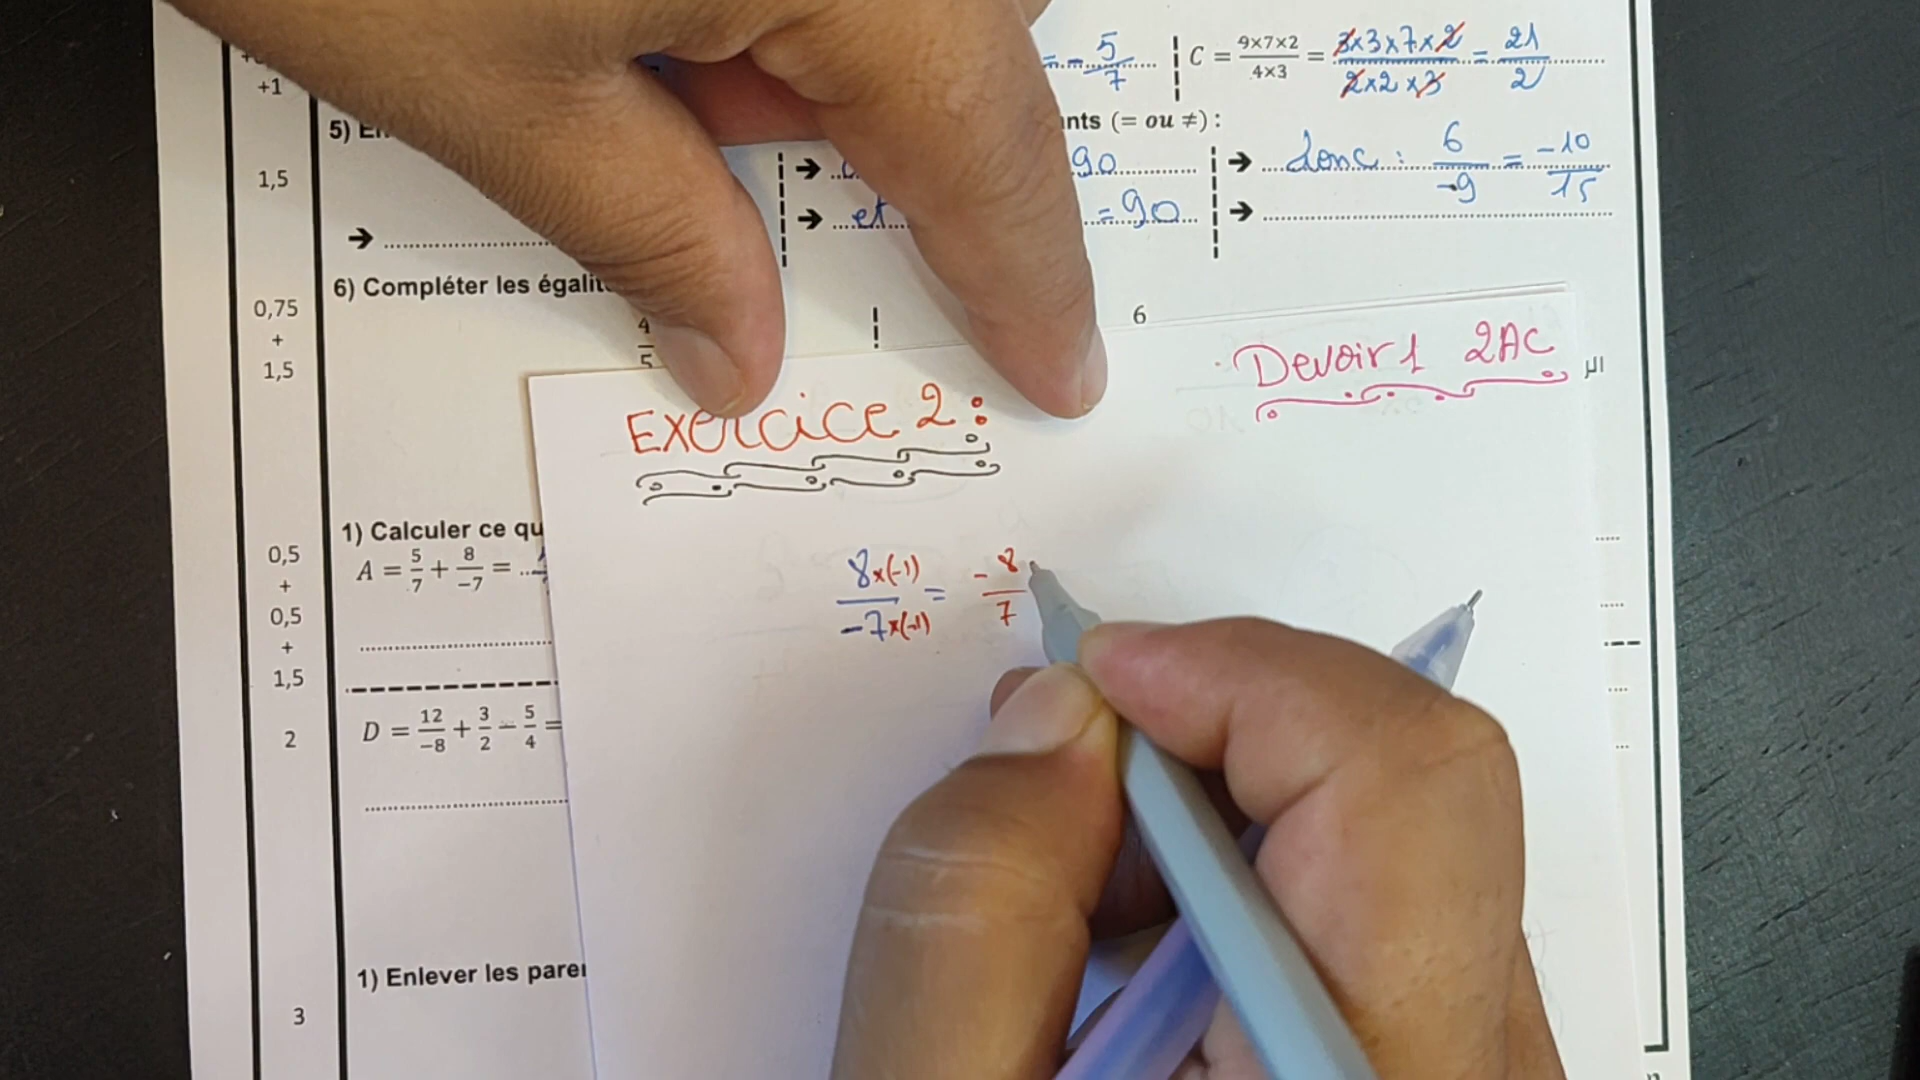 +1
= - 5/7 C = 9×7×2/4×3 = 3×3×7×2/2×2×3 = 21/2
5) nts (= ou ≠) :
1,5 ➔ 90 ➔ donc : 6/-9 = -10/15
➔ ➔ et = 90 ➔
6) Compléter les
0,75 + 1,5 4/5 6
Devoir 1 2AC
Exercice 2 :
1) Calculer ce
0,5 + 0,5 + 1,5 A = 5/7 + 8/-7 =
8×(-1)/-7×(-1) = -8/7
2 D = 12/-8 + 3/2 - 5/4 =
1) Enlever les
3